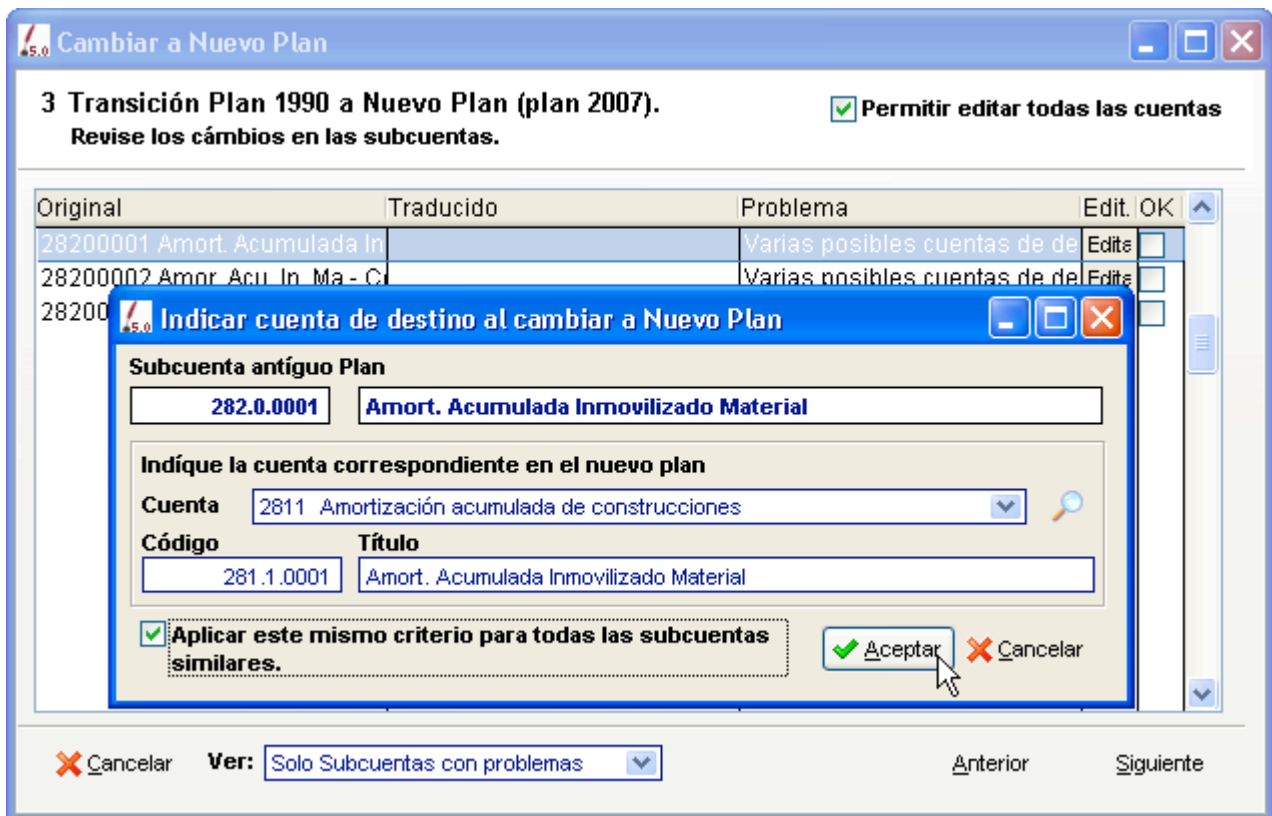 5.0 Cambiar a Nuevo Plan
3 Transición Plan 1990 a Nuevo Plan (plan 2007).
Permitir editar todas las cuentas
Revise los cámbios en las subcuentas.
Original Traducido Problema Edit. OK
28200001 Amort. Acumulada In Varias posibles cuentas de de Edita
28200002 Amor. Acu. In. Ma - Varias posibles cuentas de de Edita
28200
5.0 Indicar cuenta de destino al cambiar a Nuevo Plan
Subcuenta antíguo Plan
282.0.0001 Amort. Acumulada Inmovilizado Material
Indíque la cuenta correspondiente en el nuevo plan
Cuenta 2811 Amortización acumulada de construcciones
Código Título
281.1.0001 Amort. Acumulada Inmovilizado Material
Aplicar este mismo criterio para todas las subcuentas
similares.
Aceptar Cancelar
Cancelar Ver: Solo Subcuentas con problemas Anterior Siguiente